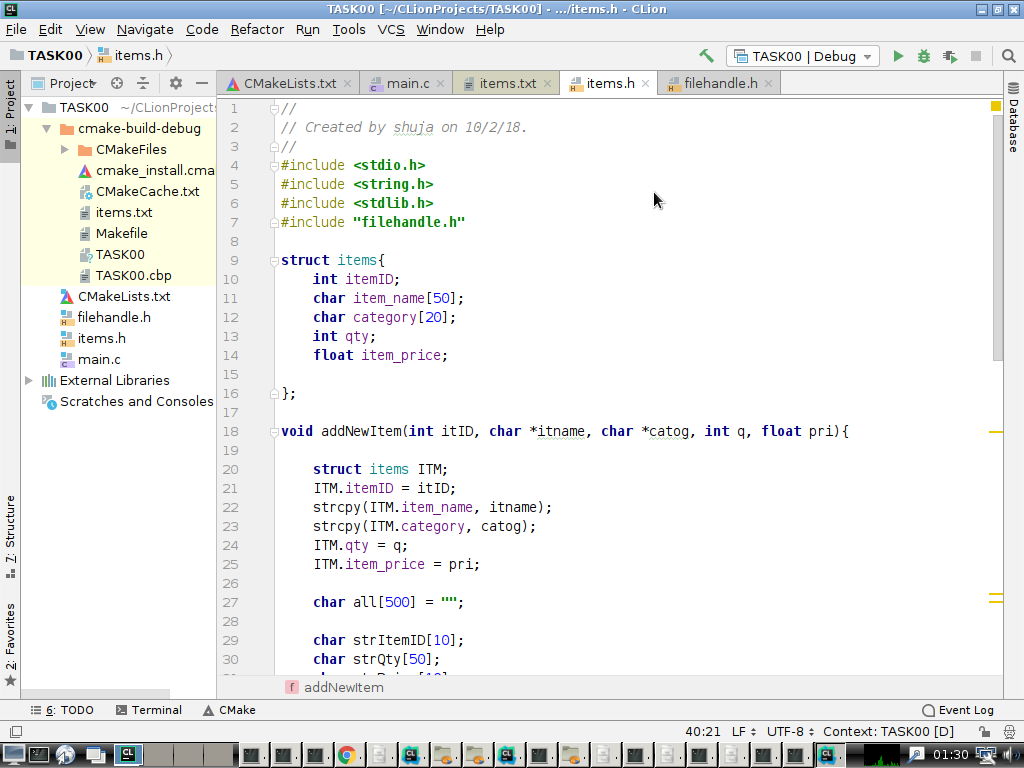 TASK00 [~/CLionProjects/TASK00] - .../items.h - CLion
File Edit View Navigate Code Refactor Run Tools VCS Window Help
TASK00 items.h TASK00 | Debug
1: Project
Project
CMakeLists.txt main.c items.txt items.h filehandle.h
TASK00 ~/CLionProjects
cmake-build-debug
CMakeFiles
cmake_install.cma
CMakeCache.txt
items.txt
Makefile
TASK00
TASK00.cbp
CMakeLists.txt
filehandle.h
items.h
main.c
External Libraries
Scratches and Consoles
7: Structure
2: Favorites
1 //
2 // Created by shuja on 10/2/18.
3 //
4 #include <stdio.h>
5 #include <string.h>
6 #include <stdlib.h>
7 #include "filehandle.h"
8
9 struct items{
10 int itemID;
11 char item_name[50];
12 char category[20];
13 int qty;
14 float item_price;
15
16 };
17
18 void addNewItem(int itID, char *itname, char *catog, int q, float pri){
19
20 struct items ITM;
21 ITM.itemID = itID;
22 strcpy(ITM.item_name, itname);
23 strcpy(ITM.category, catog);
24 ITM.qty = q;
25 ITM.item_price = pri;
26
27 char all[500] = "";
28
29 char strItemID[10];
30 char strQty[50];
Database
f addNewItem
6: TODO Terminal CMake Event Log
40:21 LF UTF-8 Context: TASK00 [D]
01:30